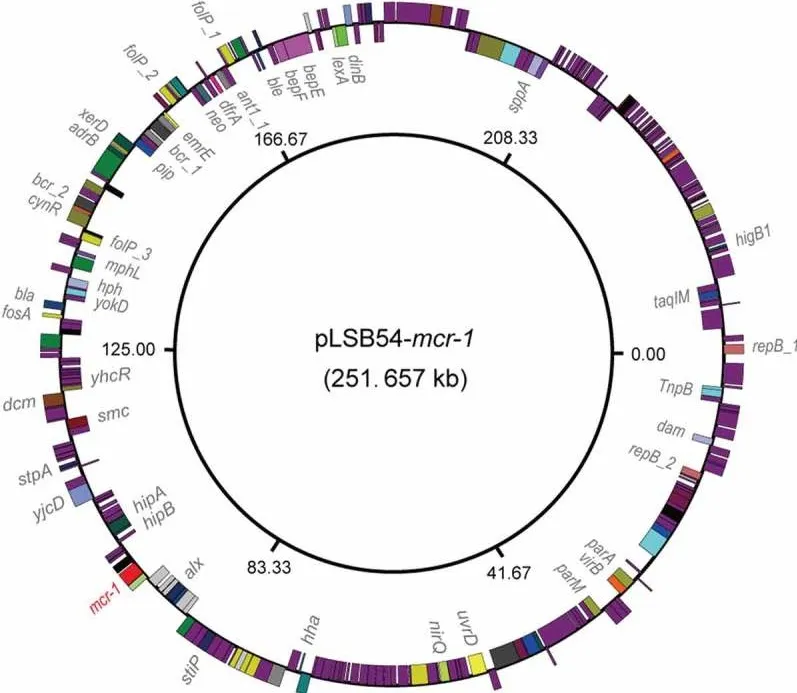 folP_1
folP_2
xerD
adrB
bcr_2
cynR
bla
fosA
dcm
stpA
yjcD
mcr-1
stiP
hha
nirQ
uvrD
parM
virB
parA
repB_2
dam
TnpB
repB_1
taqIM
higB1
sppA
dinB
lexA
bepE
bepF
ble
ant1_1
dfrA
neo
emrE
bcr_1
pip
folP_3
mphL
hph
yokD
yhcR
smc
hipA
hipB
alx
166.67
208.33
125.00
0.00
83.33
41.67
pLSB54-mcr-1
(251. 657 kb)